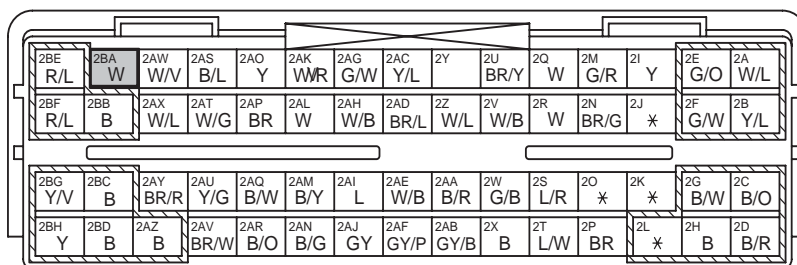 2BE 2BA 2AW 2AS 2AO 2AK 2AG 2AC 2Y 2U 2Q 2M 2I 2E 2A
R/L W W/V B/L Y W/R G/W Y/L BR/Y W G/R Y G/O W/L
2BF 2BB 2AX 2AT 2AP 2AL 2AH 2AD 2Z 2V 2R 2N 2J 2F 2B
R/L B W/L W/G BR W W/B BR/L W/L W/B W BR/G * G/W Y/L
2BG 2BC 2AY 2AU 2AQ 2AM 2AI 2AE 2AA 2W 2S 2O 2K 2G 2C
Y/V B BR/R Y/G B/W B/Y L W/B B/R G/B L/R * * B/W B/O
2BH 2BD 2AZ 2AV 2AR 2AN 2AJ 2AF 2AB 2X 2T 2P 2L 2H 2D
Y B B BR/W B/O B/G GY GY/P GY/B B L/W BR * B B/R